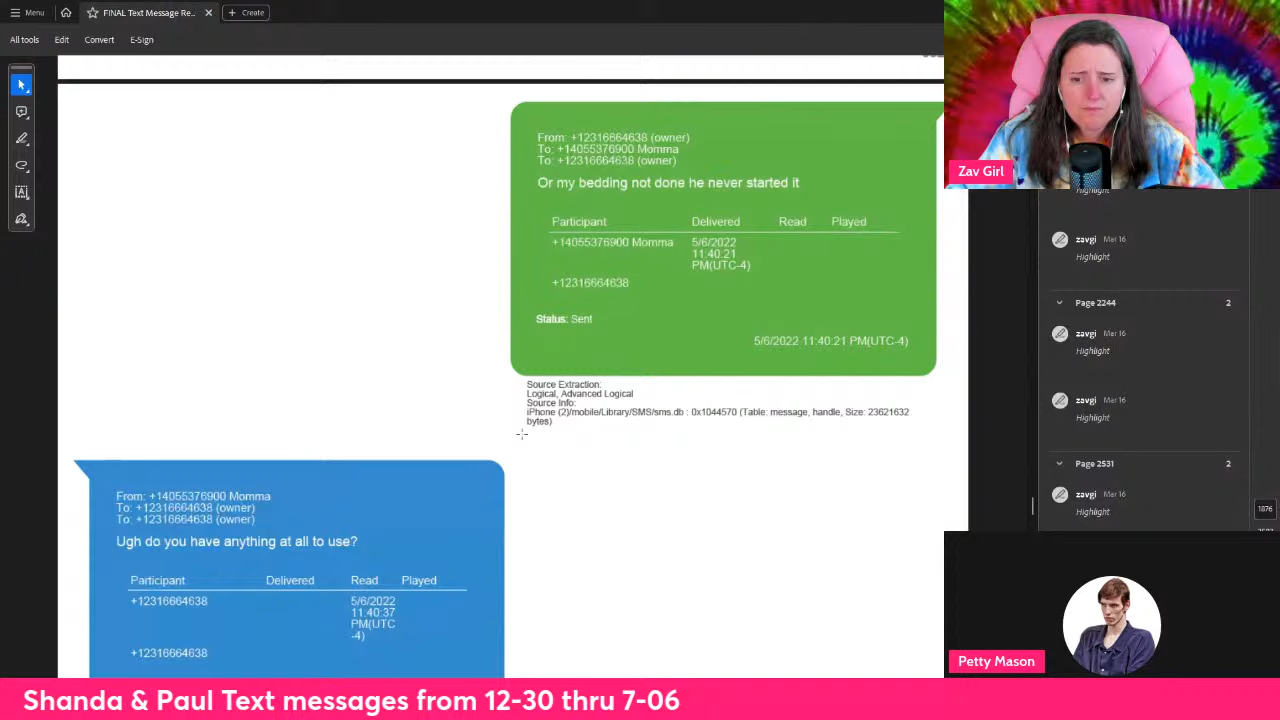 Menu
FINAL Text Message Re...
Create
All tools
Edit
Convert
E-Sign
From: +12316664638 (owner)
To: +14055376900 Momma
To: +12316664638 (owner)
Or my bedding not done he never started it
Participant Delivered Read Played
+14055376900 Momma 5/6/2022
11:40:21
PM(UTC-4)
+12316664638
Status: Sent
5/6/2022 11:40:21 PM(UTC-4)
Source Extraction:
Logical, Advanced Logical
Source Info:
iPhone (2)/mobile/Library/SMS/sms.db : 0x1044570 (Table: message, handle, Size: 23621632
bytes)
From: +14055376900 Momma
To: +12316664638 (owner)
To: +12316664638 (owner)
Ugh do you have anything at all to use?
Participant Delivered Read Played
+12316664638 5/6/2022
11:40:37
PM(UTC
-4)
+12316664638
Zav Girl
Highlight
zavgi Mar 16
Highlight
Page 2244 2
zavgi Mar 16
Highlight
zavgi Mar 16
Highlight
Page 2531 2
zavgi Mar 16
Highlight
1876
Petty Mason
Shanda & Paul Text messages from 12-30 thru 7-06